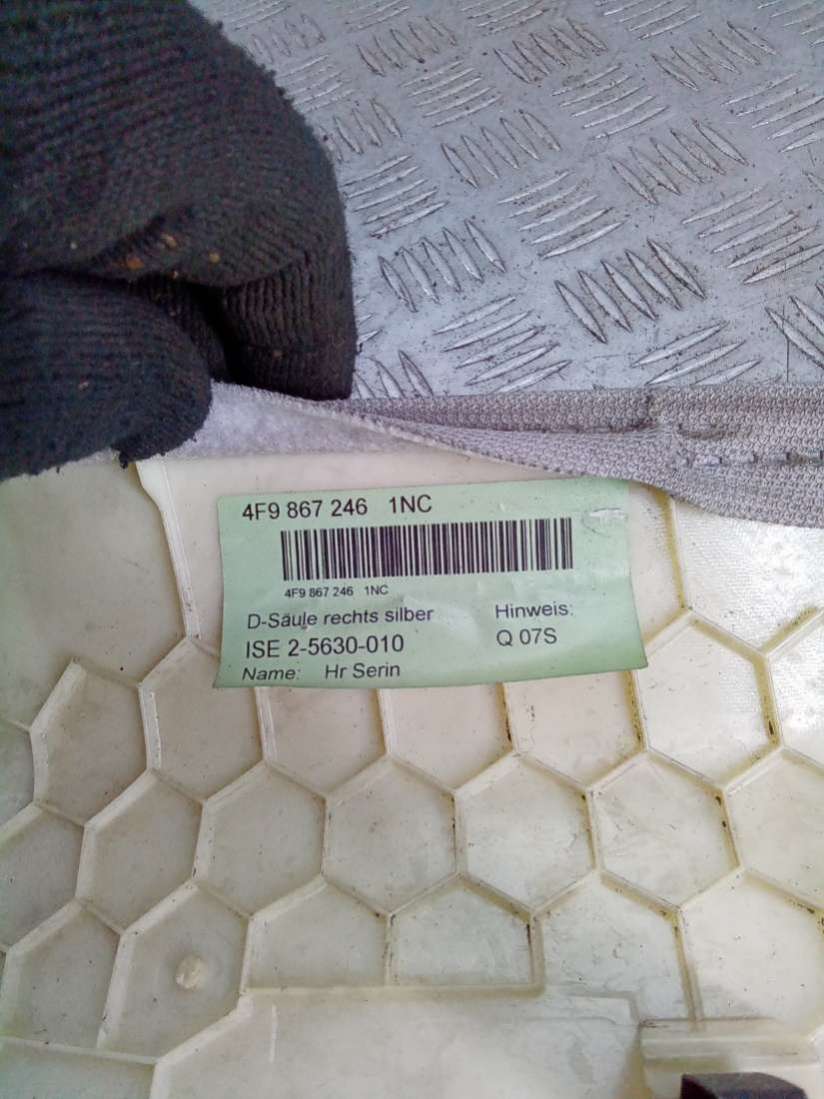 4F9 867 246 1NC
4F9 867 246 1NC
D-Säule rechts silber
Hinweis:
ISE 2-5630-010
Q 07S
Name: Hr Serin